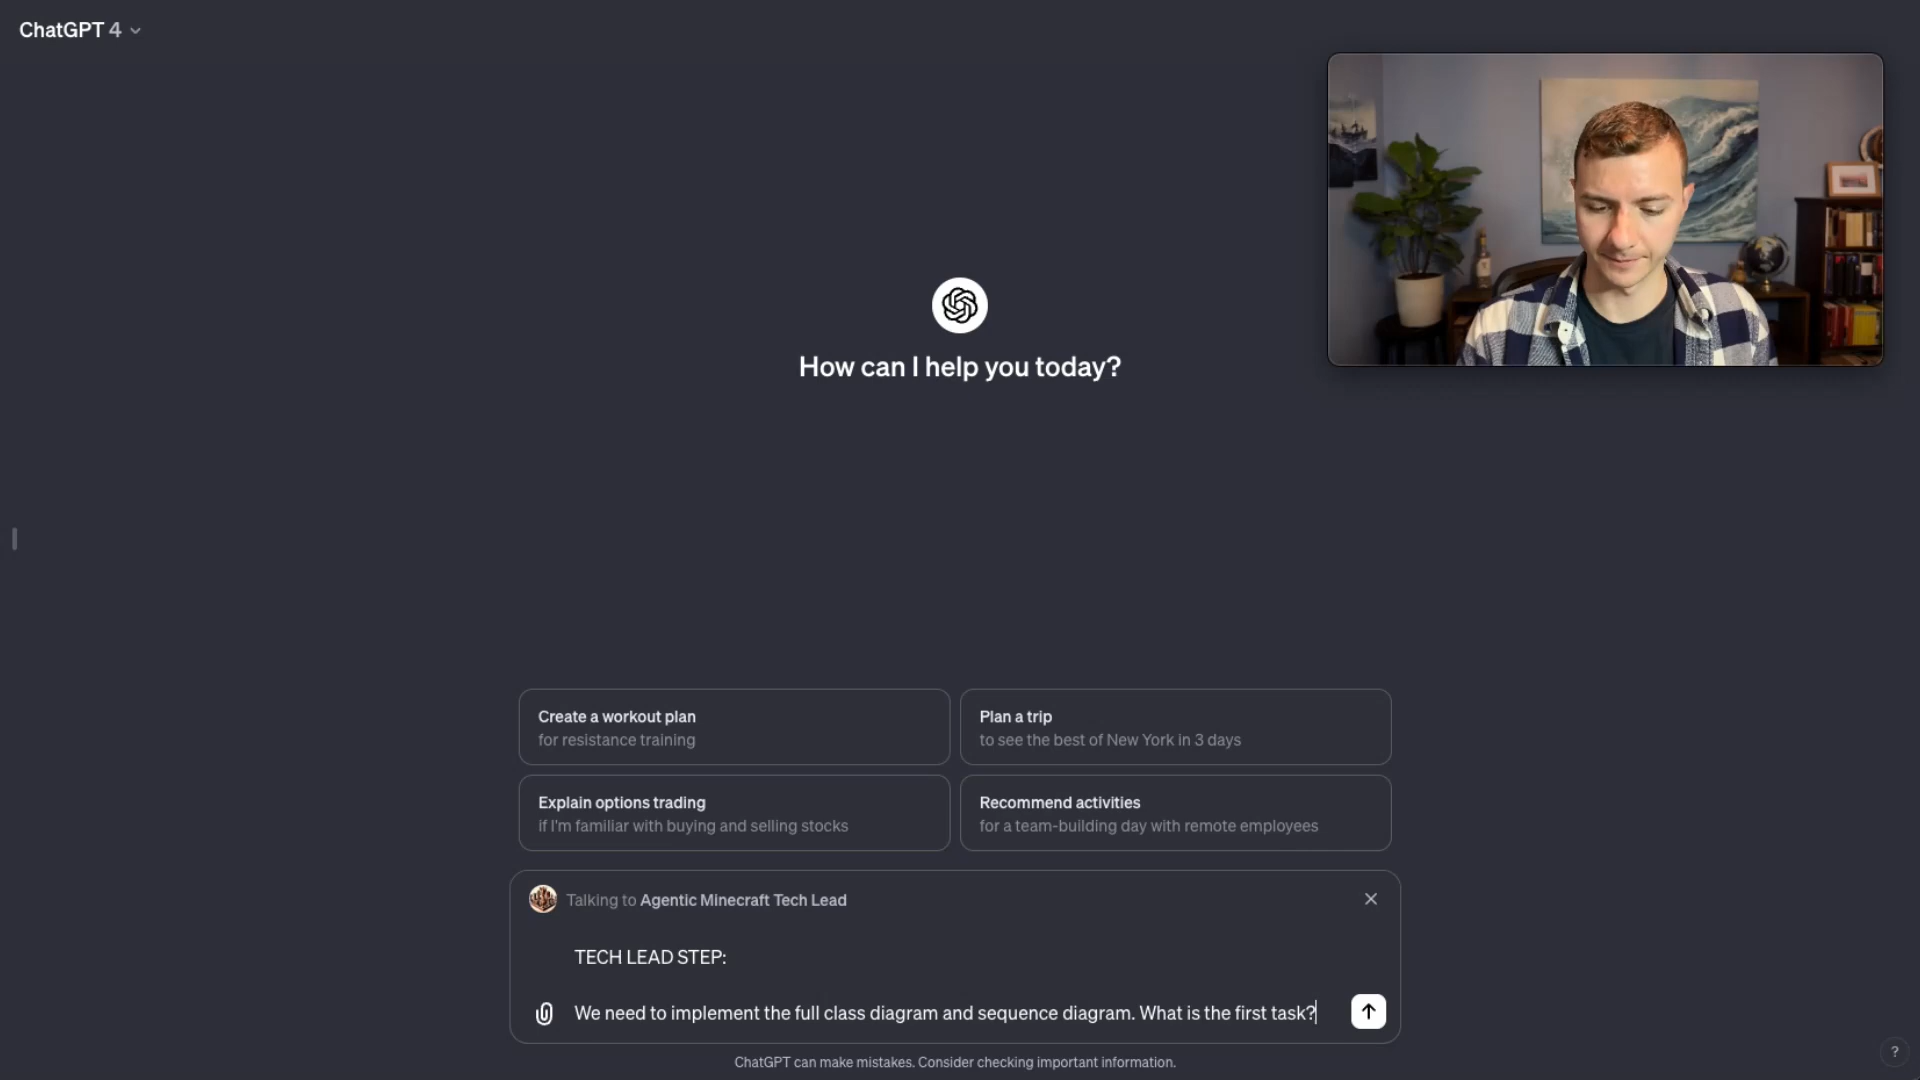 ChatGPT 4
How can I help you today?
Create a workout plan
for resistance training
Plan a trip
to see the best of New York in 3 days
Explain options trading
if I'm familiar with buying and selling stocks
Recommend activities
for a team-building day with remote employees
Talking to Agentic Minecraft Tech Lead
TECH LEAD STEP:
We need to implement the full class diagram and sequence diagram. What is the first task?
ChatGPT can make mistakes. Consider checking important information.
?